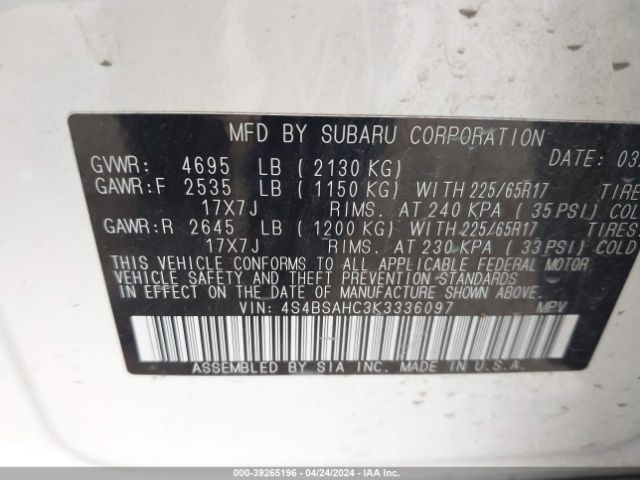 MFD BY SUBARU CORPORATION
DATE: 03
GVWR: 4695 LB ( 2130 KG)
GAWR:F 2535 LB ( 1150 KG) WITH 225/65R17 TIRE
17X7J RIMS. AT 240 KPA ( 35 PSI) COL
GAWR:R 2645 LB ( 1200 KG) WITH 225/65R17 TIRES
17X7J RIMS. AT 230 KPA ( 33 PSI) COLD
THIS VEHICLE CONFORMS TO ALL APPLICABLE FEDERAL MOTOR
VEHICLE SAFETY AND THEFT PREVENTION STANDARDS
IN EFFECT ON THE DATE OF MANUFACTURE SHOWN ABOVE.
VIN: 4S4BSAHC3K3336097 MPV
ASSEMBLED BY SIA INC. MADE IN U.S.A.
000-39265196 - 04/24/2024 - IAA Inc.